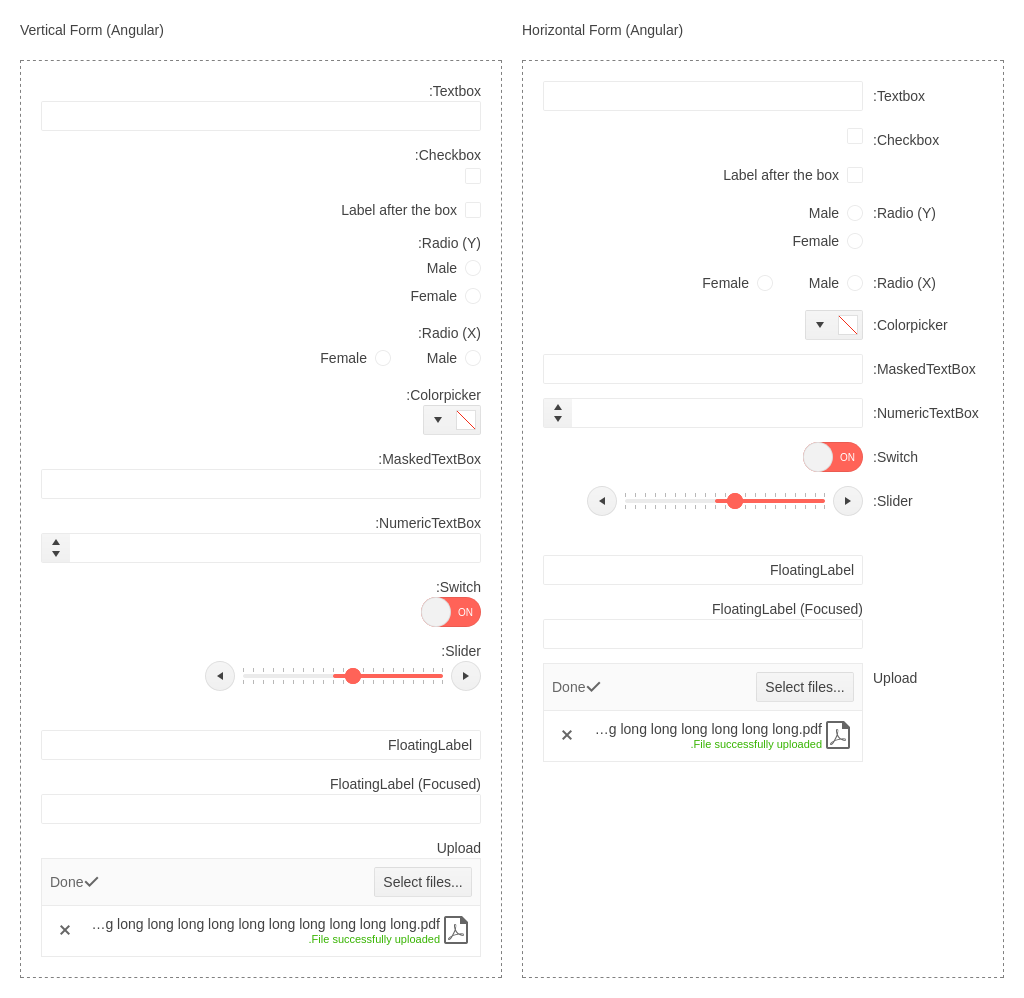 Vertical Form (Angular)
:Textbox
:Checkbox
Label after the box
:Radio (Y)
Male
Female
:Radio (X)
Female Male
:Colorpicker
:MaskedTextBox
:NumericTextBox
:Switch
ON
:Slider
FloatingLabel
FloatingLabel (Focused)
Upload
Done Select files...
...g long long long long long long long long long long.pdf
.File successfully uploaded
Horizontal Form (Angular)
:Textbox
:Checkbox
Label after the box
Male :Radio (Y)
Female
Female Male :Radio (X)
:Colorpicker
:MaskedTextBox
:NumericTextBox
ON :Switch
:Slider
FloatingLabel
FloatingLabel (Focused)
Upload
Done Select files...
...g long long long long long long.pdf
.File successfully uploaded